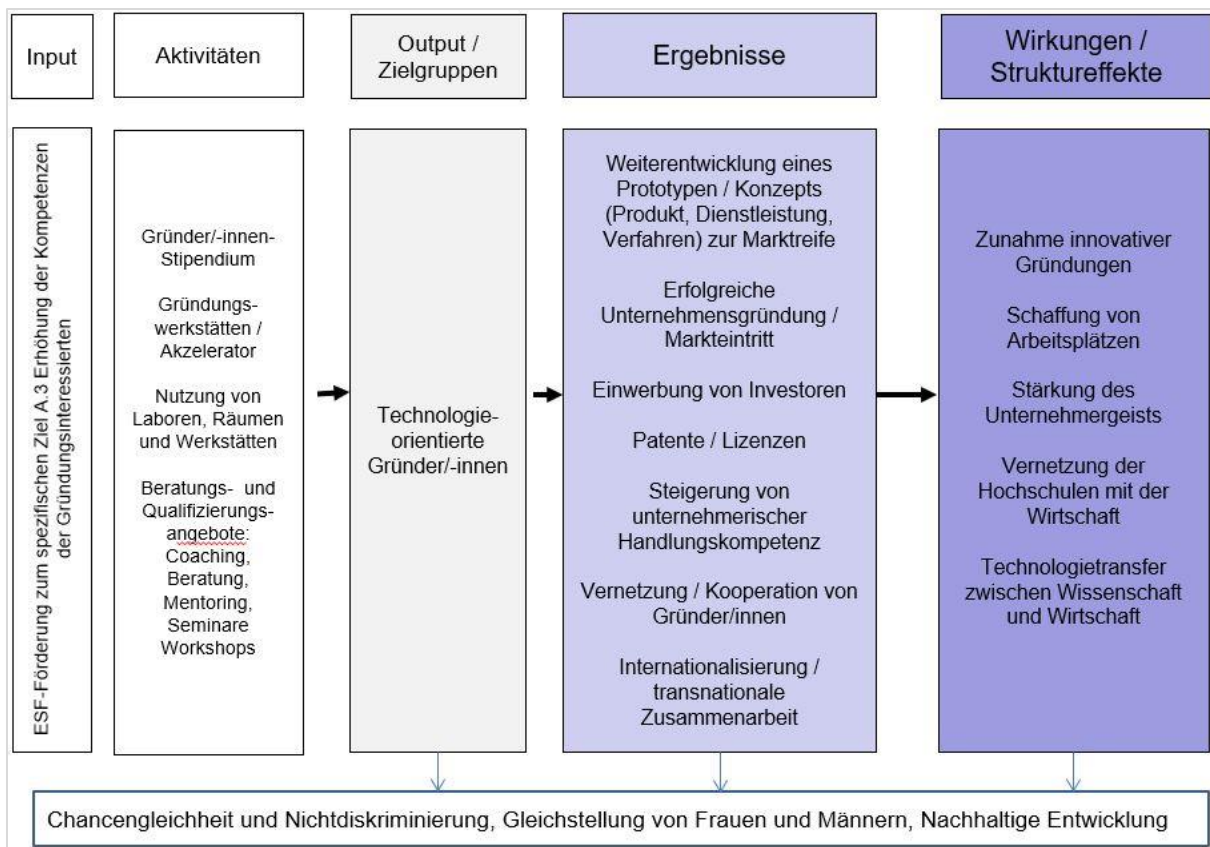 Input
Aktivitäten
Output /
Zielgruppen
Ergebnisse
Wirkungen /
Struktureffekte
ESF-Förderung zum spezifischen Ziel A.3 Erhöhung der Kompetenzen
der Gründungsinteressierten
Gründer/-innen-
Stipendium
Gründungs-
werkstätten /
Akzelerator
Nutzung von
Laboren, Räumen
und Werkstätten
Beratungs- und
Qualifizierungs-
angebote:
Coaching,
Beratung,
Mentoring,
Seminare
Workshops
Technologie-
orientierte
Gründer/-innen
Weiterentwicklung eines
Prototypen / Konzepts
(Produkt, Dienstleistung,
Verfahren) zur Marktreife
Erfolgreiche
Unternehmensgründung /
Markteintritt
Einwerbung von Investoren
Patente / Lizenzen
Steigerung von
unternehmerischer
Handlungskompetenz
Vernetzung / Kooperation von
Gründer/innen
Internationalisierung /
transnationale
Zusammenarbeit
Zunahme innovativer
Gründungen
Schaffung von
Arbeitsplätzen
Stärkung des
Unternehmergeists
Vernetzung der
Hochschulen mit der
Wirtschaft
Technologietransfer
zwischen Wissenschaft
und Wirtschaft
Chancengleichheit und Nichtdiskriminierung, Gleichstellung von Frauen und Männern, Nachhaltige Entwicklung